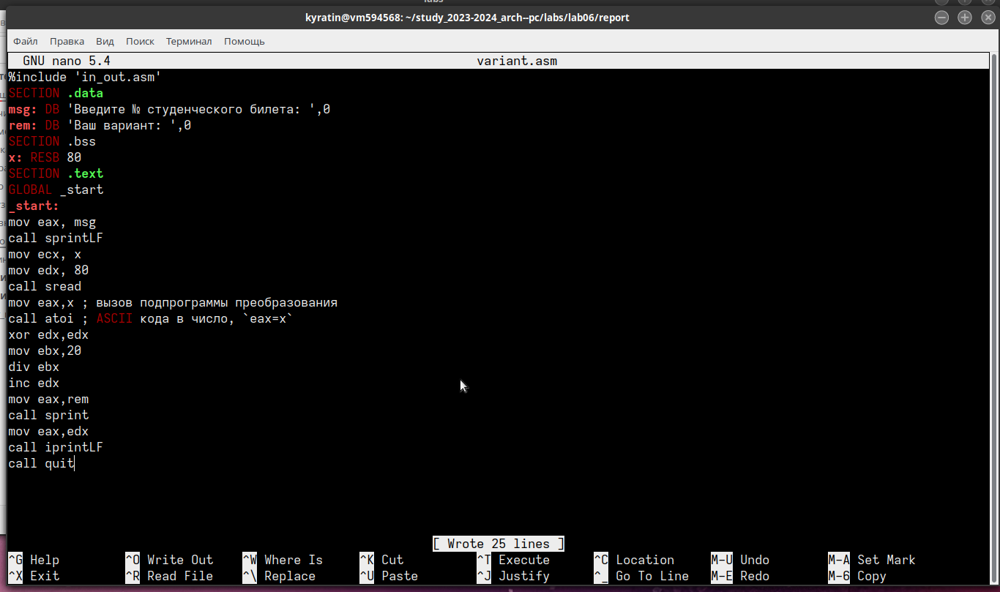 labs
kyratin@vm594568: ~/study_2023-2024_arch--pc/labs/lab06/report
Файл Правка Вид Поиск Терминал Помощь
GNU nano 5.4 variant.asm
%include 'in_out.asm'
SECTION .data
msg: DB 'Введите № студенческого билета: ',0
rem: DB 'Ваш вариант: ',0
SECTION .bss
x: RESB 80
SECTION .text
GLOBAL _start
_start:
mov eax, msg
call sprintLF
mov ecx, x
mov edx, 80
call sread
mov eax,x ; вызов подпрограммы преобразования
call atoi ; ASCII кода в число, `eax=x`
xor edx,edx
mov ebx,20
div ebx
inc edx
mov eax,rem
call sprint
mov eax,edx
call iprintLF
call quit
[ Wrote 25 lines ]
^G Help ^O Write Out ^W Where Is ^K Cut ^T Execute ^C Location M-U Undo M-A Set Mark
^X Exit ^R Read File ^\ Replace ^U Paste ^J Justify ^_ Go To Line M-E Redo M-6 Copy